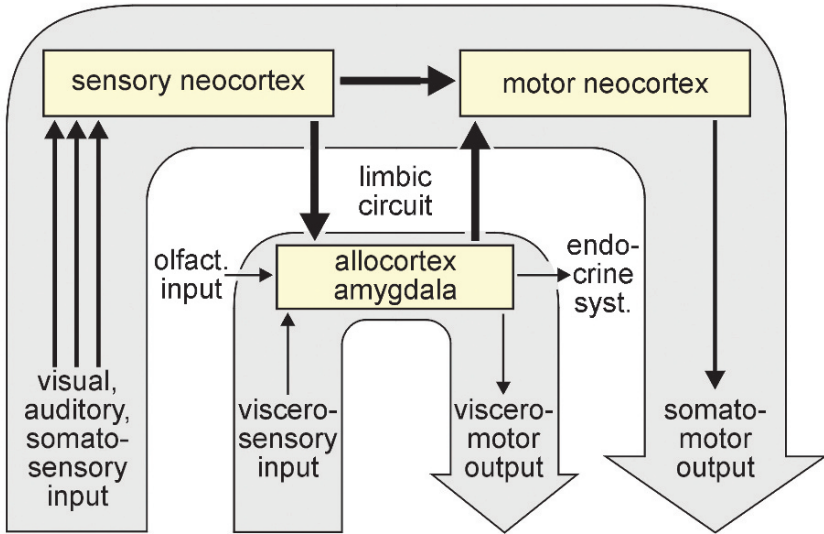 sensory neocortex
motor neocortex
limbic
circuit
olfact.
input
allocortex
amygdala
endo-
crine
syst.
visual,
auditory,
somato-
sensory
input
viscero-
sensory
input
viscero-
motor
output
somato-
motor
output